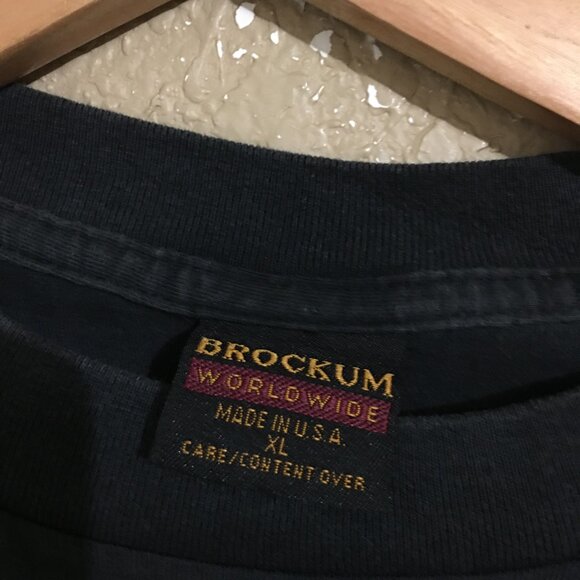 BROCKUM
WORLDWIDE
MADE IN U.S.A.
XL
CARE/CONTENT OVER